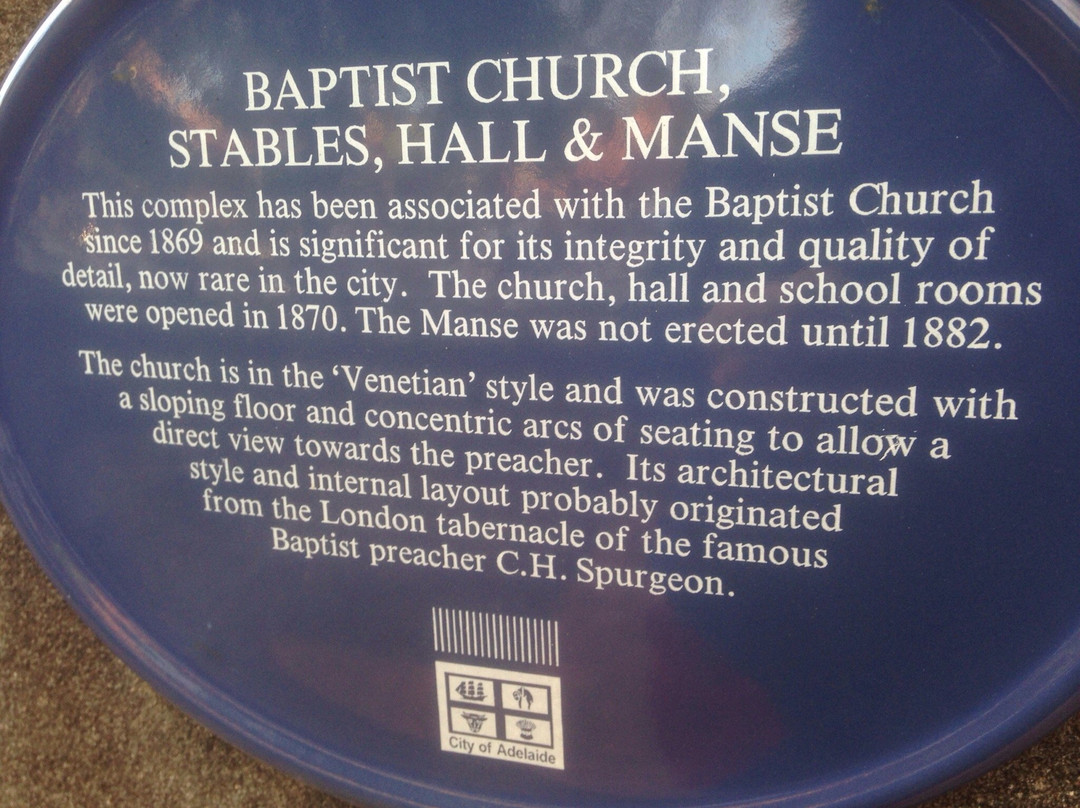 BAPTIST CHURCH,
STABLES, HALL & MANSE
This complex has been associated with the Baptist Church
since 1869 and is significant for its integrity and quality of
detail, now rare in the city. The church, hall and school rooms
were opened in 1870. The Manse was not erected until 1882.
The church is in the ‘Venetian’ style and was constructed with
a sloping floor and concentric arcs of seating to allow a
direct view towards the preacher. Its architectural
style and internal layout probably originated
from the London tabernacle of the famous
Baptist preacher C.H. Spurgeon.
City of Adelaide